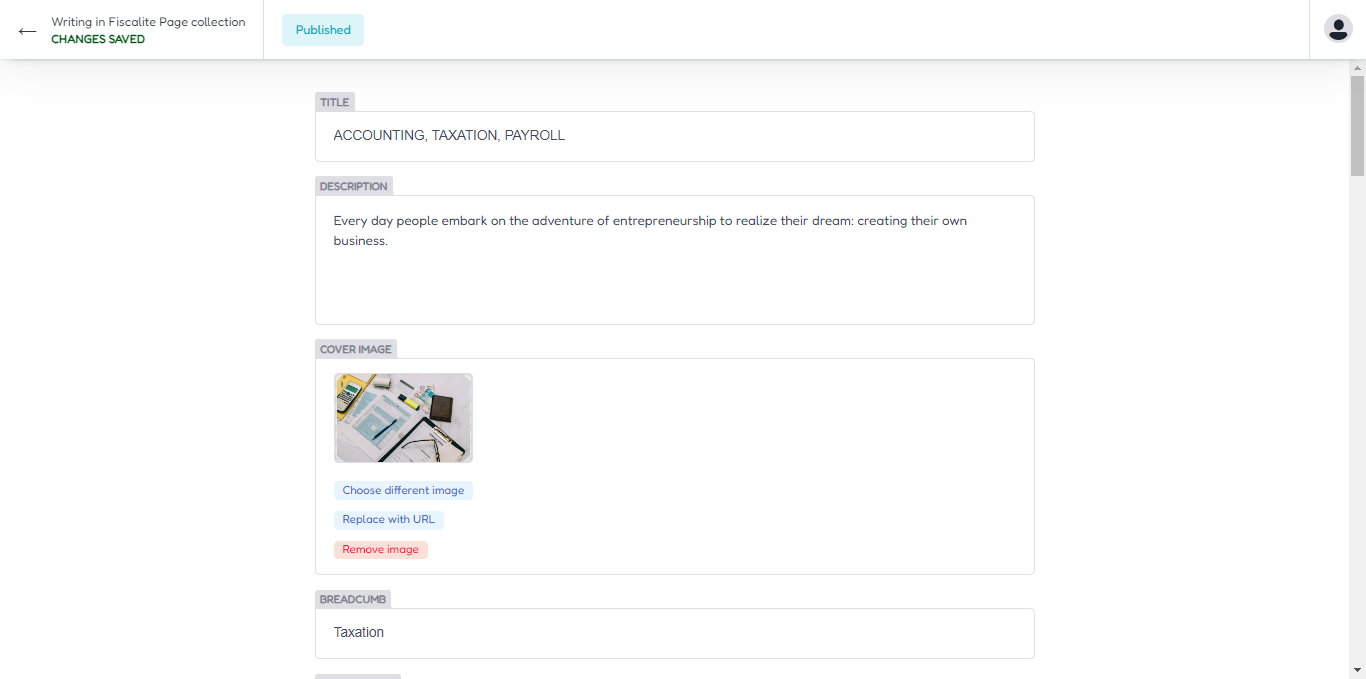 Writing in Fiscalite Page collection
CHANGES SAVED
Published
TITLE
ACCOUNTING, TAXATION, PAYROLL
DESCRIPTION
Every day people embark on the adventure of entrepreneurship to realize their dream: creating their own
business.
COVER IMAGE
Choose different image
Replace with URL
Remove image
BREADCUMB
Taxation